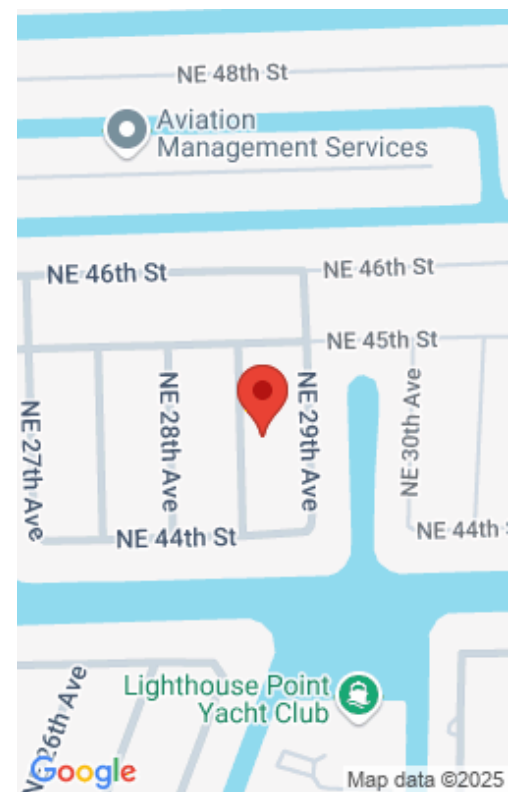 NE 48th St
Aviation
Management Services
NE 46th St
NE 46th St
NE 45th St
NE 27th Ave
NE 28th Ave
NE 29th Ave
NE 30th Ave
NE 44th St
NE 44th
Lighthouse Point
Yacht Club
26th Ave
Google
Map data ©2025